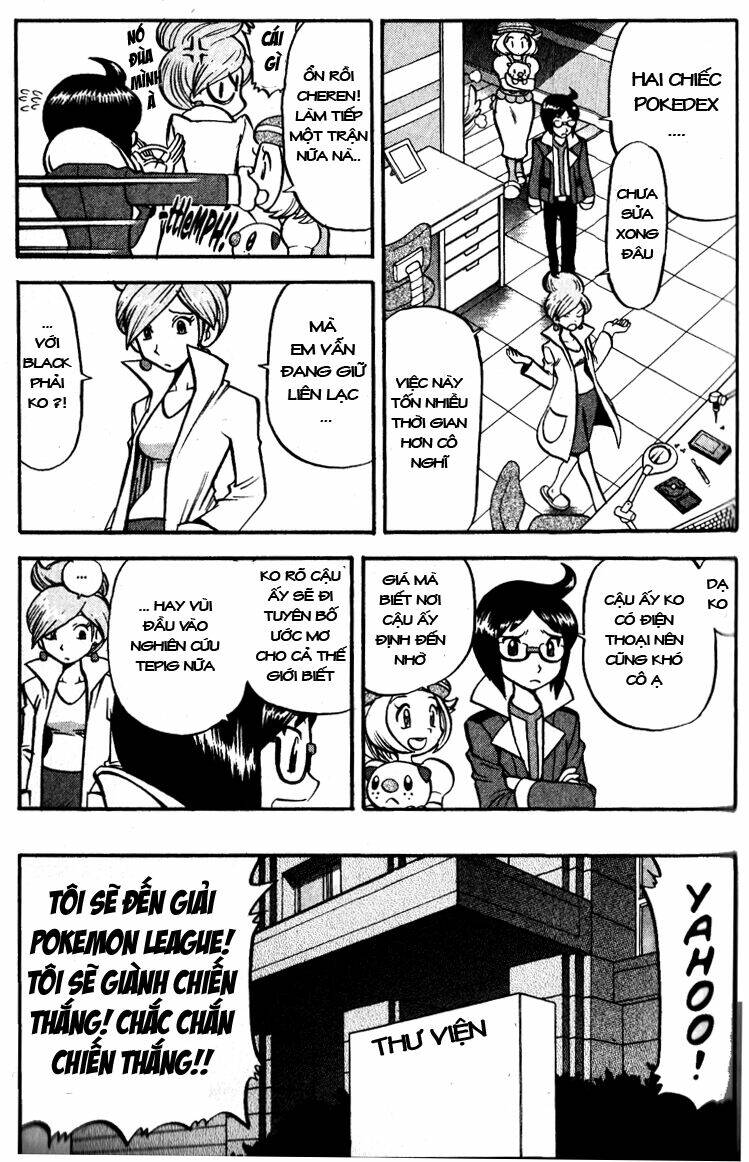 HAI CHIẾC
POKEDEX
....
CHƯA
SỬA
XONG
ĐÂU
VIỆC NÀY
TỐN NHIỀU
THỜI GIAN
HƠN CÔ
NGHĨ
CÁI
GÌ
ỔN RỒI
CHEREN!
LÀM TIẾP
MỘT TRẬN
NỮA NÀ..
NÓ
ĐÙA
MÌNH
À
MÀ
EM VẪN
ĐANG GIỮ
LIÊN LẠC
...
...
VỚI
BLACK
PHẢI
KO ?!
DẠ
KO
CẬU ẤY KO
CÓ ĐIỆN
THOẠI NÊN
CŨNG KHÓ
CÔ Ạ
GIÁ MÀ
BIẾT NƠI
CẬU ẤY
ĐỊNH ĐẾN
NHỜ
KO RÕ CẬU
ẤY SẼ ĐI
TUYÊN BỐ
ƯỚC MƠ
CHO CẢ THẾ
GIỚI BIẾT
... HAY VÙI
ĐẦU VÀO
NGHIÊN CỨU
TEPIG NỮA
...
YAHOO!
THƯ VIỆN
TÔI SẼ ĐẾN GIẢI
POKEMON LEAGUE!
TÔI SẼ GIÀNH CHIẾN
THẮNG! CHẮC CHẮN
CHIẾN THẮNG!!